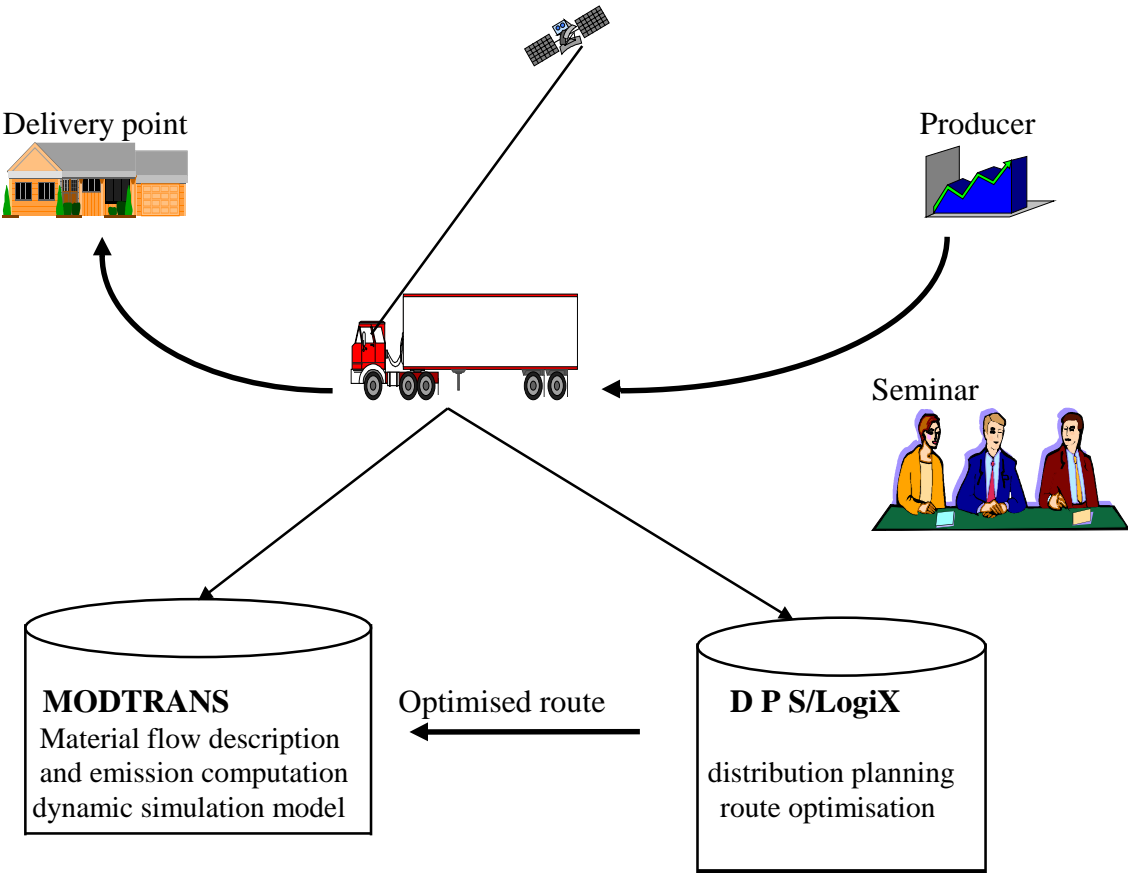 Delivery point
Producer
Seminar
MODTRANS
Material flow description
and emission computation
dynamic simulation model
Optimised route
D P S/LogiX
distribution planning
route optimisation